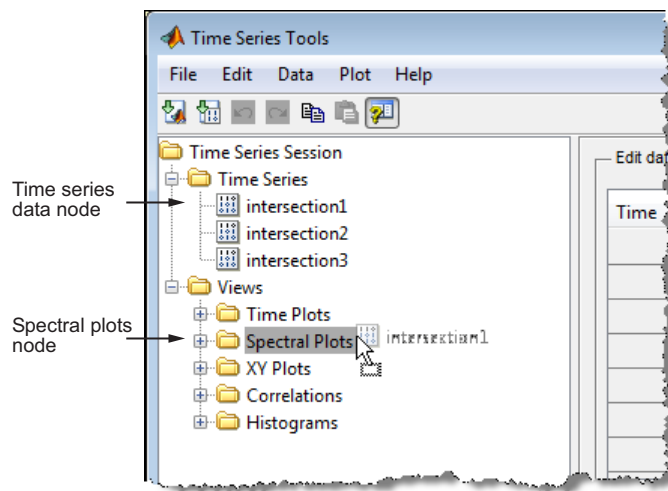 Time Series Tools
File Edit Data Plot Help
Time Series Session
Edit dat
Time Series
Time series
data node
Time
intersection1
intersection2
intersection3
Views
Time Plots
Spectral plots
node
Spectral Plots intersection1
XY Plots
Correlations
Histograms